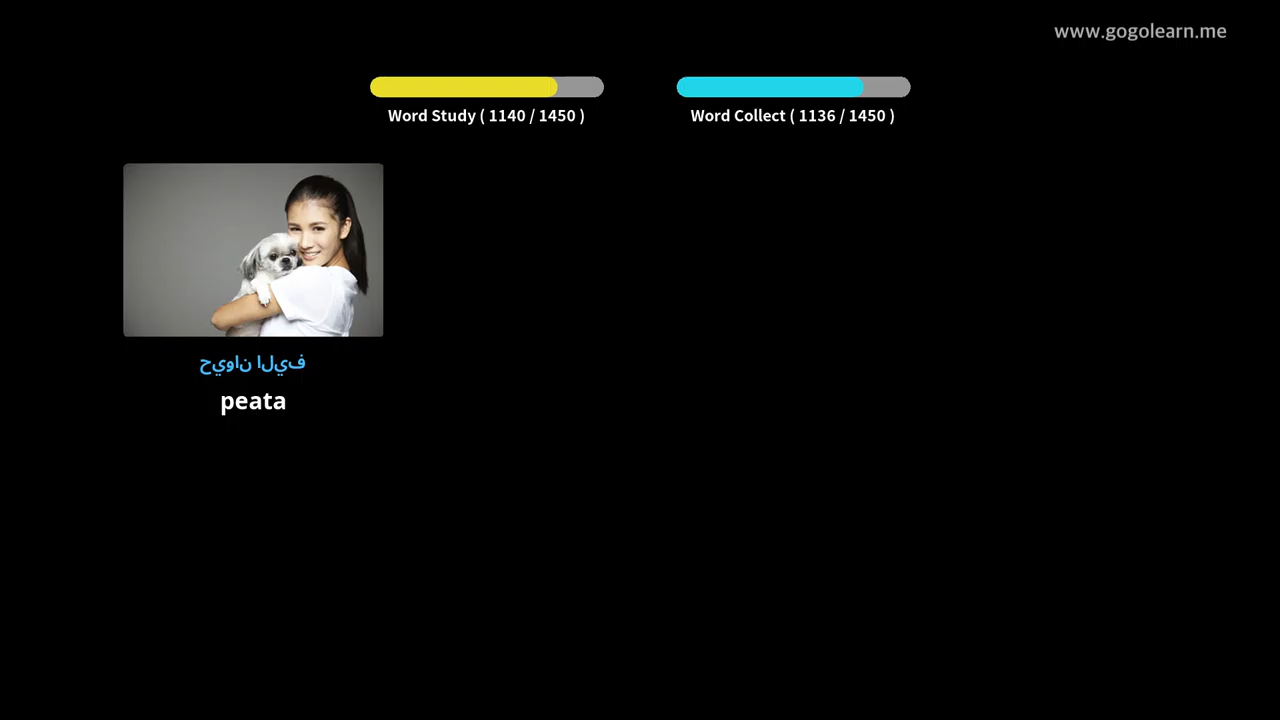 www.gogolearn.me
Word Study ( 1140 / 1450 )
Word Collect ( 1136 / 1450 )
حيوان اليف
peata